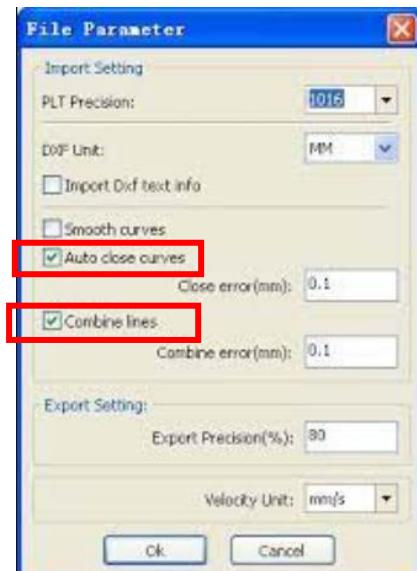 File Parameter
Import Setting
PLT Precision: 1016
DXF Unit: MM
Import Dxf text info
Smooth curves
Auto close curves
Close error(mm): 0.1
Combine lines
Combine error(mm): 0.1
Export Setting:
Export Precision(%): 80
Velocity Unit: mm/s
Ok Cancel